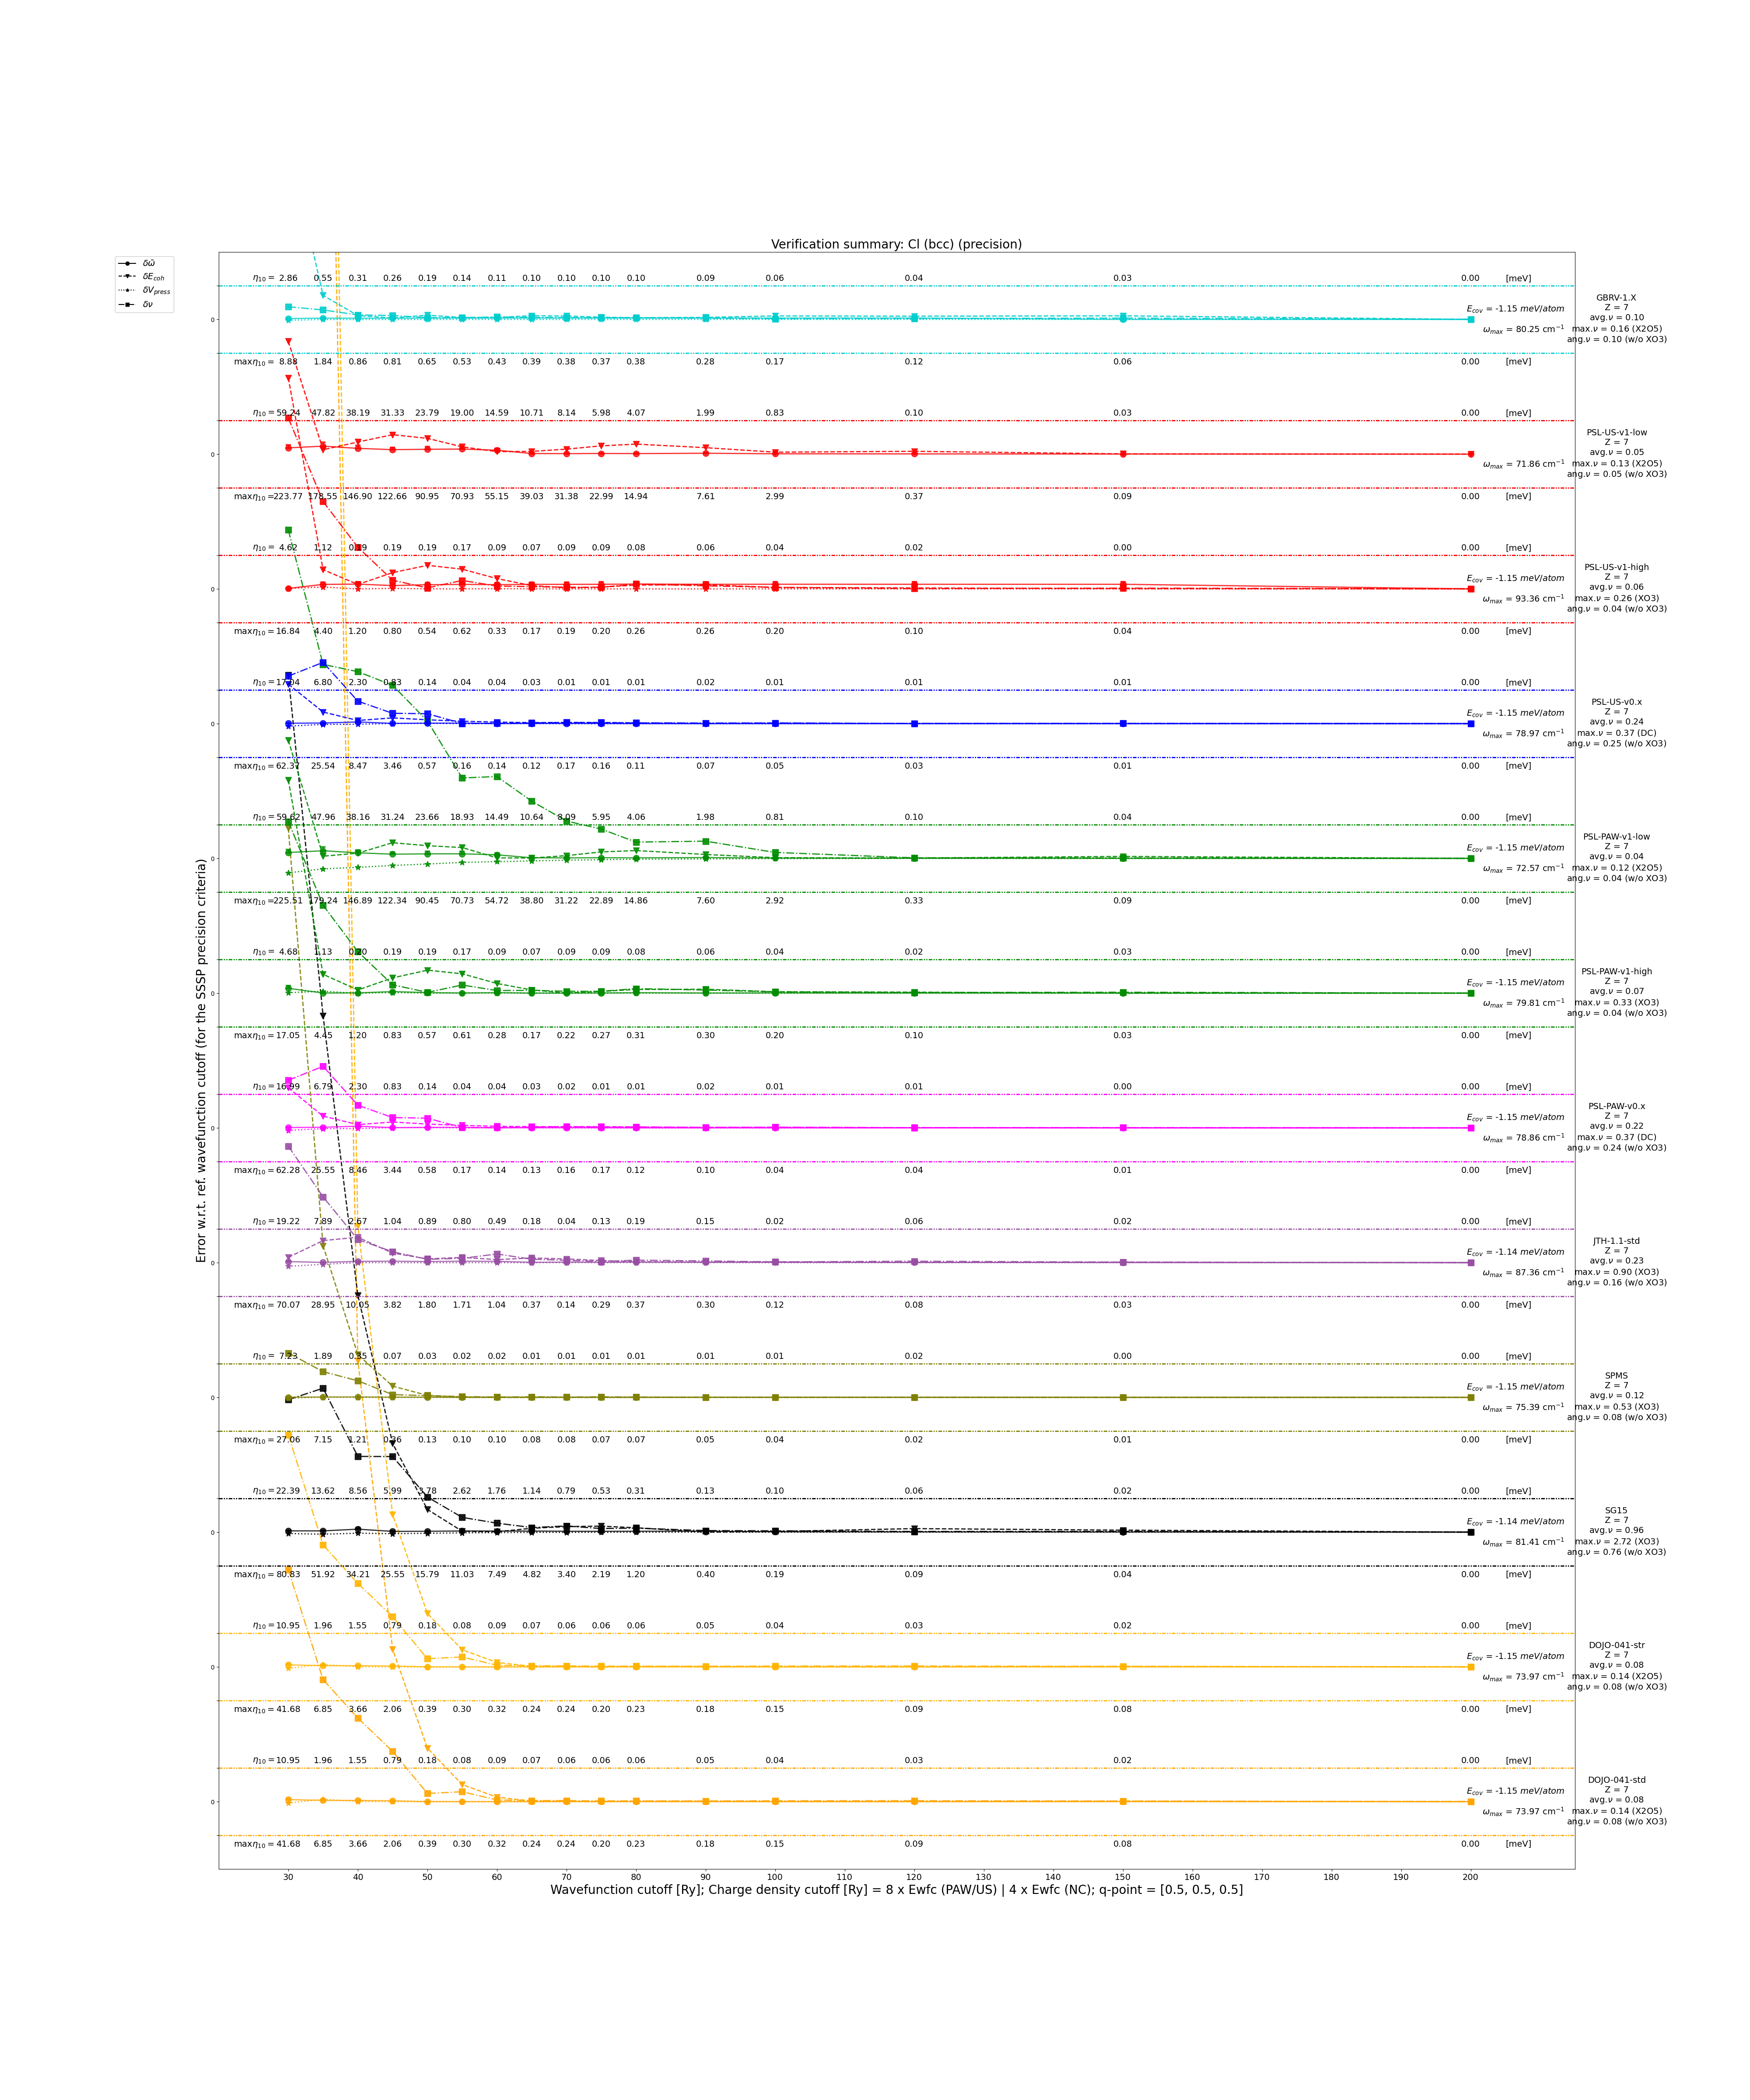 Verification summary: Cl (bcc) (precision)
δω̄
δE_coh
δV_press
δν
Error w.r.t. ref. wavefunction cutoff (for the SSSP precision criteria)
η₁₀ = 2.86 0.55 0.31 0.26 0.19 0.14 0.11 0.10 0.10 0.10 0.10 0.09 0.06 0.04 0.03 0.00 [meV]
0
E_cov = -1.15 meV/atom
ω_max = 80.25 cm⁻¹
GBRV-1.X
Z = 7
avg.ν = 0.10
max.ν = 0.16 (X2O5)
ang.ν = 0.10 (w/o XO3)
maxη₁₀ = 8.88 1.84 0.86 0.81 0.65 0.53 0.43 0.39 0.38 0.37 0.38 0.28 0.17 0.12 0.06 0.00 [meV]
η₁₀ = 59.24 47.82 38.19 31.33 23.79 19.00 14.59 10.71 8.14 5.98 4.07 1.99 0.83 0.10 0.03 0.00 [meV]
0
ω_max = 71.86 cm⁻¹
PSL-US-v1-low
Z = 7
avg.ν = 0.05
max.ν = 0.13 (X2O5)
ang.ν = 0.05 (w/o XO3)
maxη₁₀ = 223.77 178.55 146.90 122.66 90.95 70.93 55.15 39.03 31.38 22.99 14.94 7.61 2.99 0.37 0.09 0.00 [meV]
η₁₀ = 4.62 1.12 0.19 0.19 0.19 0.17 0.09 0.07 0.09 0.09 0.08 0.06 0.04 0.02 0.00 0.00 [meV]
0
E_cov = -1.15 meV/atom
ω_max = 93.36 cm⁻¹
PSL-US-v1-high
Z = 7
avg.ν = 0.06
max.ν = 0.26 (XO3)
ang.ν = 0.04 (w/o XO3)
maxη₁₀ = 16.84 4.40 1.20 0.80 0.54 0.62 0.33 0.17 0.19 0.20 0.26 0.26 0.20 0.10 0.04 0.00 [meV]
η₁₀ = 17.04 6.80 2.30 0.83 0.14 0.04 0.04 0.03 0.01 0.01 0.01 0.02 0.01 0.01 0.01 0.00 [meV]
0
E_cov = -1.15 meV/atom
ω_max = 78.97 cm⁻¹
PSL-US-v0.x
Z = 7
avg.ν = 0.24
max.ν = 0.37 (DC)
ang.ν = 0.25 (w/o XO3)
maxη₁₀ = 62.37 25.54 8.47 3.46 0.57 0.16 0.14 0.12 0.17 0.16 0.11 0.07 0.05 0.03 0.01 0.00 [meV]
η₁₀ = 59.62 47.96 38.16 31.24 23.66 18.93 14.49 10.64 8.09 5.95 4.06 1.98 0.81 0.10 0.04 0.00 [meV]
0
E_cov = -1.15 meV/atom
ω_max = 72.57 cm⁻¹
PSL-PAW-v1-low
Z = 7
avg.ν = 0.04
max.ν = 0.12 (X2O5)
ang.ν = 0.04 (w/o XO3)
maxη₁₀ = 225.51 179.24 146.89 122.34 90.45 70.73 54.72 38.80 31.22 22.89 14.86 7.60 2.92 0.33 0.09 0.00 [meV]
η₁₀ = 4.68 1.13 0.20 0.19 0.19 0.17 0.09 0.07 0.09 0.09 0.08 0.06 0.04 0.02 0.03 0.00 [meV]
0
E_cov = -1.15 meV/atom
ω_max = 79.81 cm⁻¹
PSL-PAW-v1-high
Z = 7
avg.ν = 0.07
max.ν = 0.33 (XO3)
ang.ν = 0.04 (w/o XO3)
maxη₁₀ = 17.05 4.45 1.20 0.83 0.57 0.61 0.28 0.17 0.22 0.27 0.31 0.30 0.20 0.10 0.03 0.00 [meV]
η₁₀ = 16.99 6.79 2.30 0.83 0.14 0.04 0.04 0.03 0.02 0.01 0.01 0.02 0.01 0.01 0.00 0.00 [meV]
0
E_cov = -1.15 meV/atom
ω_max = 78.86 cm⁻¹
PSL-PAW-v0.x
Z = 7
avg.ν = 0.22
max.ν = 0.37 (DC)
ang.ν = 0.24 (w/o XO3)
maxη₁₀ = 62.28 25.55 8.46 3.44 0.58 0.17 0.14 0.13 0.16 0.17 0.12 0.10 0.04 0.04 0.01 0.00 [meV]
η₁₀ = 19.22 7.89 2.67 1.04 0.89 0.80 0.49 0.18 0.04 0.13 0.19 0.15 0.02 0.06 0.02 0.00 [meV]
0
E_cov = -1.14 meV/atom
ω_max = 87.36 cm⁻¹
JTH-1.1-std
Z = 7
avg.ν = 0.23
max.ν = 0.90 (XO3)
ang.ν = 0.16 (w/o XO3)
maxη₁₀ = 70.07 28.95 10.05 3.82 1.80 1.71 1.04 0.37 0.14 0.29 0.37 0.30 0.12 0.08 0.03 0.00 [meV]
η₁₀ = 7.23 1.89 0.35 0.07 0.03 0.02 0.02 0.01 0.01 0.01 0.01 0.01 0.01 0.02 0.00 0.00 [meV]
0
E_cov = -1.15 meV/atom
ω_max = 75.39 cm⁻¹
SPMS
Z = 7
avg.ν = 0.12
max.ν = 0.53 (XO3)
ang.ν = 0.08 (w/o XO3)
maxη₁₀ = 27.06 7.15 1.21 0.36 0.13 0.10 0.10 0.08 0.08 0.07 0.07 0.05 0.04 0.02 0.01 0.00 [meV]
η₁₀ = 22.39 13.62 8.56 5.99 3.78 2.62 1.76 1.14 0.79 0.53 0.31 0.13 0.10 0.06 0.02 0.00 [meV]
0
E_cov = -1.14 meV/atom
ω_max = 81.41 cm⁻¹
SG15
Z = 7
avg.ν = 0.96
max.ν = 2.72 (XO3)
ang.ν = 0.76 (w/o XO3)
maxη₁₀ = 80.83 51.92 34.21 25.55 15.79 11.03 7.49 4.82 3.40 2.19 1.20 0.40 0.19 0.09 0.04 0.00 [meV]
η₁₀ = 10.95 1.96 1.55 0.79 0.18 0.08 0.09 0.07 0.06 0.06 0.06 0.05 0.04 0.03 0.02 0.00 [meV]
0
E_cov = -1.15 meV/atom
ω_max = 73.97 cm⁻¹
DOJO-041-str
Z = 7
avg.ν = 0.08
max.ν = 0.14 (X2O5)
ang.ν = 0.08 (w/o XO3)
maxη₁₀ = 41.68 6.85 3.66 2.06 0.39 0.30 0.32 0.24 0.24 0.20 0.23 0.18 0.15 0.09 0.08 0.00 [meV]
η₁₀ = 10.95 1.96 1.55 0.79 0.18 0.08 0.09 0.07 0.06 0.06 0.06 0.05 0.04 0.03 0.02 0.00 [meV]
0
E_cov = -1.15 meV/atom
ω_max = 73.97 cm⁻¹
DOJO-041-std
Z = 7
avg.ν = 0.08
max.ν = 0.14 (X2O5)
ang.ν = 0.08 (w/o XO3)
maxη₁₀ = 41.68 6.85 3.66 2.06 0.39 0.30 0.32 0.24 0.24 0.20 0.23 0.18 0.15 0.09 0.08 0.00 [meV]
30 40 50 60 70 80 90 100 110 120 130 140 150 160 170 180 190 200
Wavefunction cutoff [Ry]; Charge density cutoff [Ry] = 8 x Ewfc (PAW/US) | 4 x Ewfc (NC); q-point = [0.5, 0.5, 0.5]